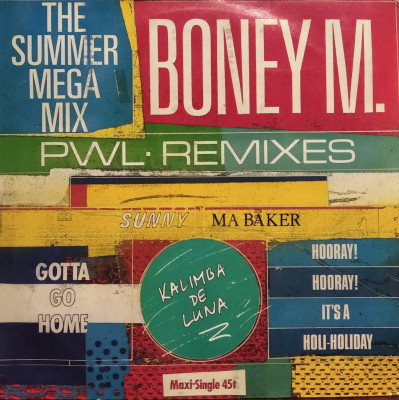 THE
SUMMER
MEGA
MIX
BONEY M.
PWL· REMIXES
SUNNY
MA BAKER
GOTTA
GO
HOME
KALIMBA
DE
LUNA
HOORAY!
HOORAY!
IT'S A
HOLI-HOLIDAY
Maxi-Single 45t